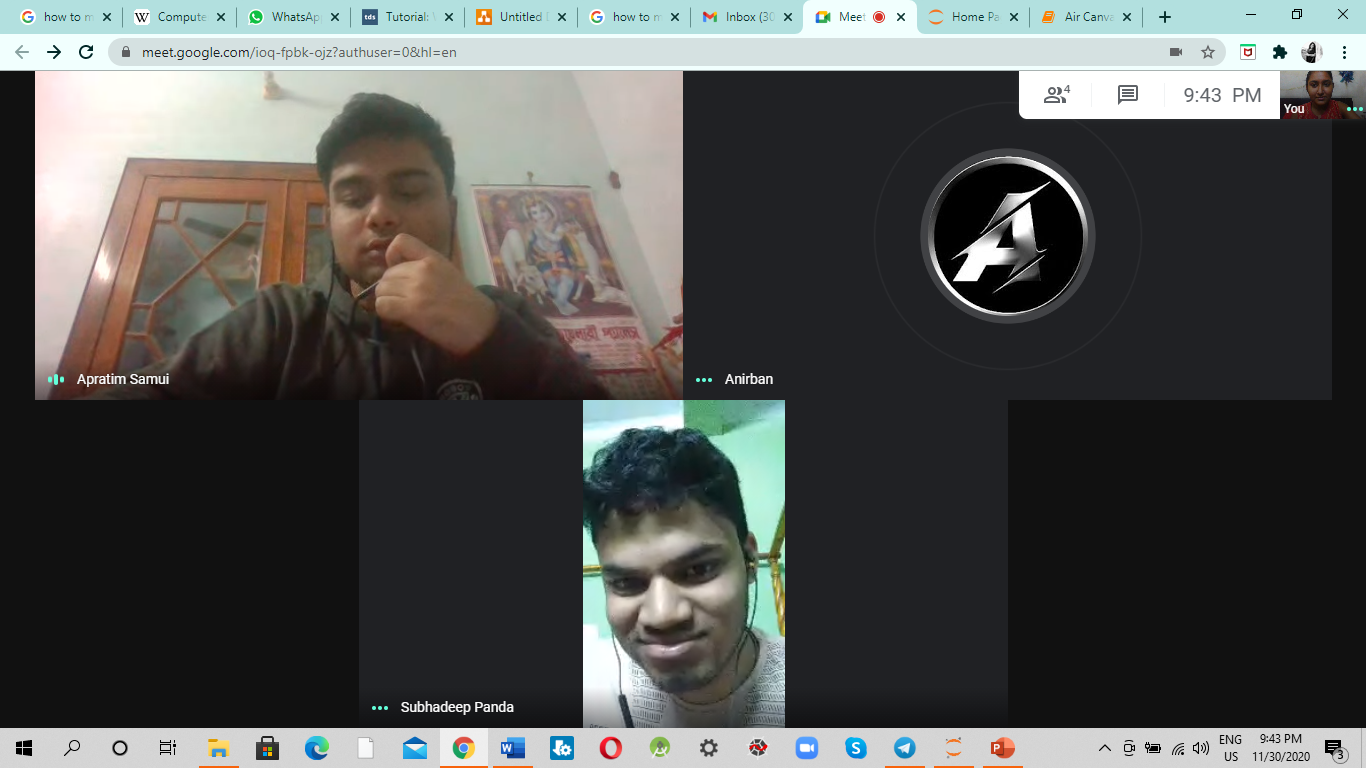 how to m
Compute
WhatsAp
tds Tutorial:
Untitled
how to m
Inbox (30
Meet
Home Pa
Air Canva
meet.google.com/ioq-fpbk-ojz?authuser=0&hl=en
4
9:43 PM
You
A
Apratim Samui
Anirban
Subhadeep Panda
ENG
9:43 PM
US
11/30/2020
3